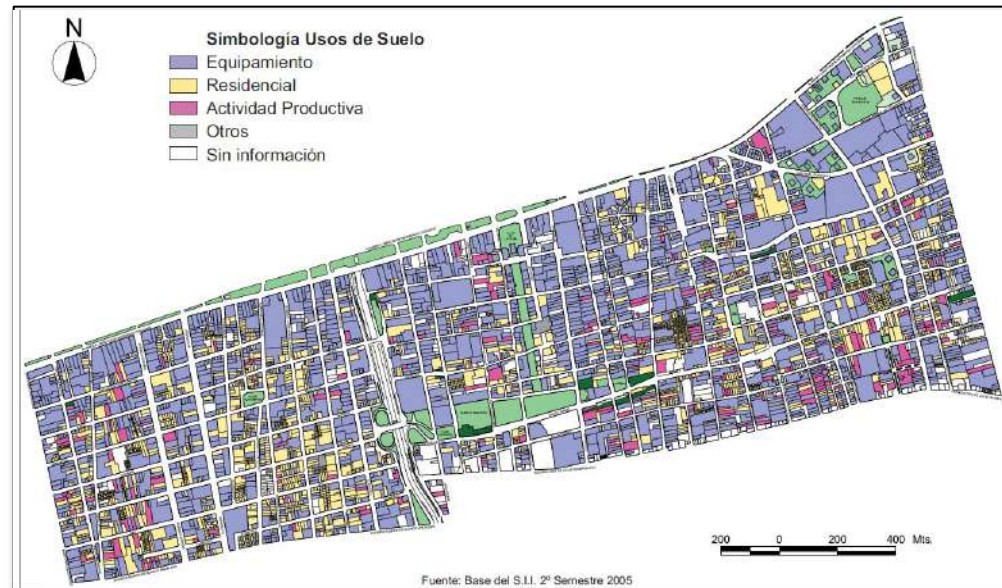 N
Simbología Usos de Suelo
Equipamiento
Residencial
Actividad Productiva
Otros
Sin información
200 0 200 400 Mts.
Fuente: Base del S.I.I. 2º Semestre 2005